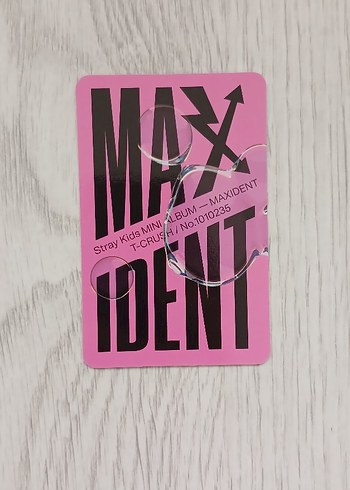 MAX
Stray Kids MINI ALBUM — MAXIDENT
T-CRUSH / No.1010235
IDENT